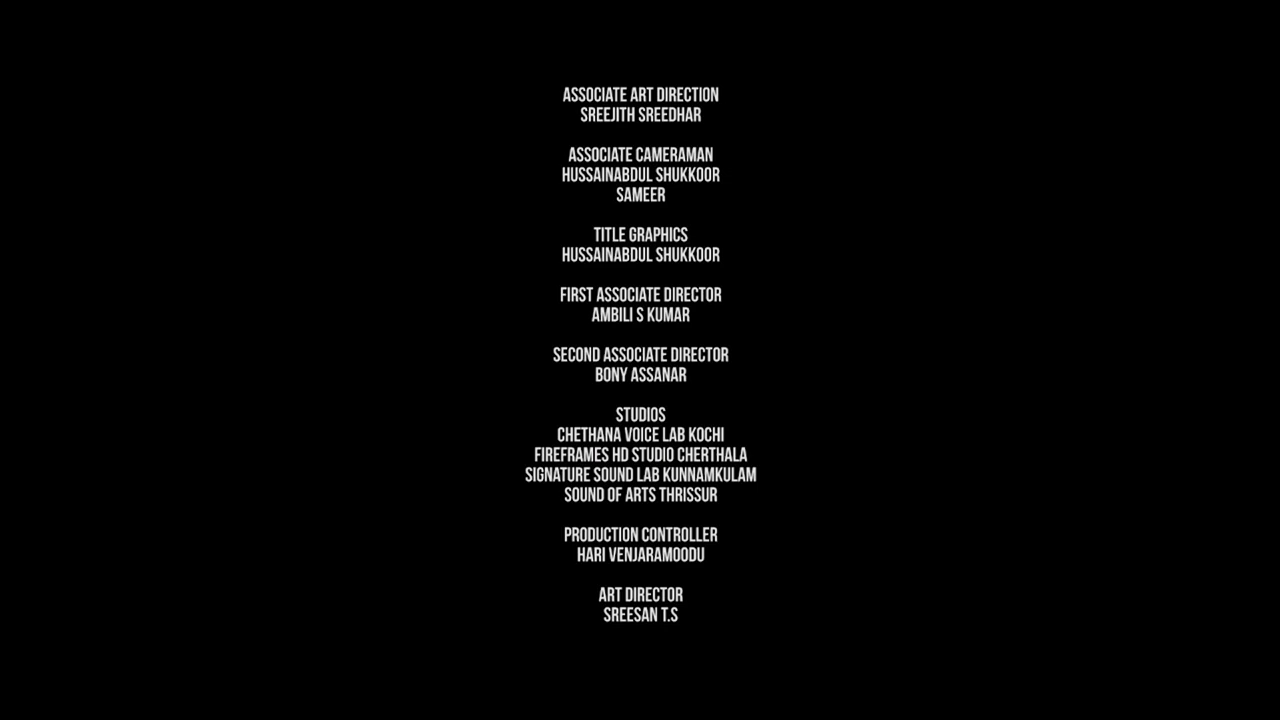 ASSOCIATE ART DIRECTION
SREEJITH SREEDHAR
ASSOCIATE CAMERAMAN
HUSSAINABDUL SHUKKOOR
SAMEER
TITLE GRAPHICS
HUSSAINABDUL SHUKKOOR
FIRST ASSOCIATE DIRECTOR
AMBILI S KUMAR
SECOND ASSOCIATE DIRECTOR
BONY ASSANAR
STUDIOS
CHETHANA VOICE LAB KOCHI
FIREFRAMES HD STUDIO CHERTHALA
SIGNATURE SOUND LAB KUNNAMKULAM
SOUND OF ARTS THRISSUR
PRODUCTION CONTROLLER
HARI VENJARAMOODU
ART DIRECTOR
SREESAN T.S